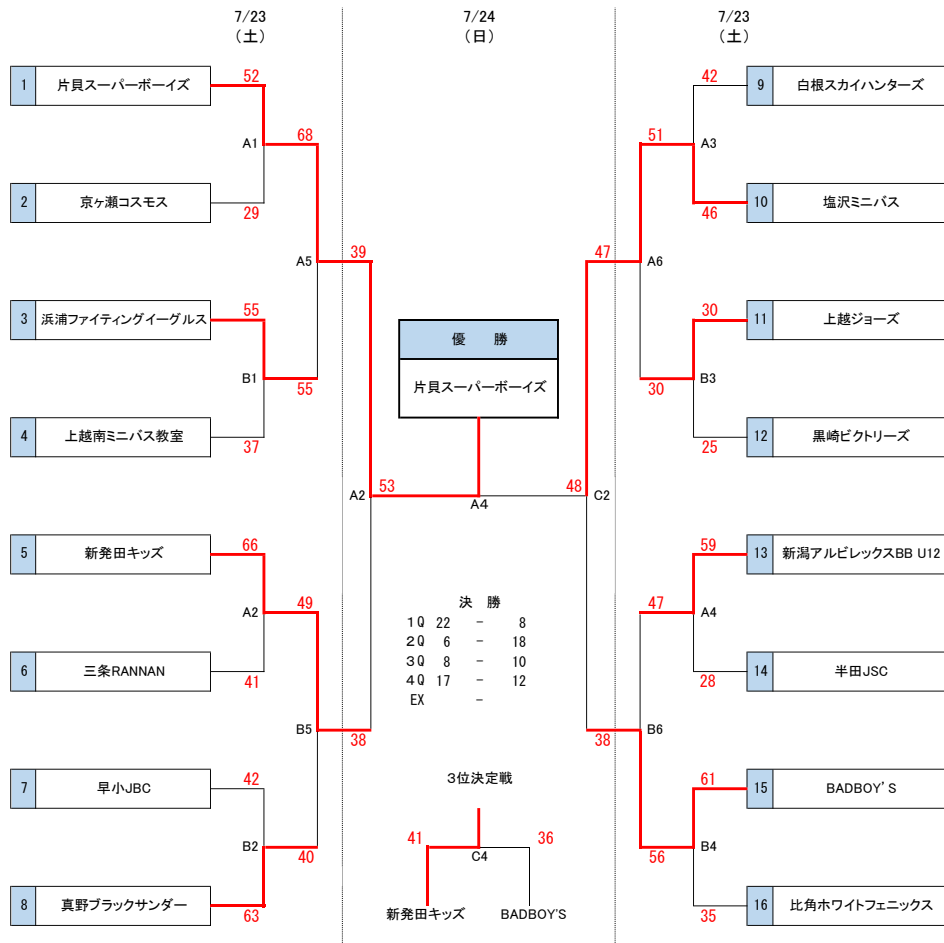 7/23
(土)
7/24
(日)
7/23
(土)
1 片貝スーパーボーイズ
52
A1
68
2 京ヶ瀬コスモス
29
A5
39
3 浜浦ファイティングイーグルス
55
B1
55
4 上越南ミニバス教室
37
A2
53
5 新発田キッズ
66
A2
49
6 三条RANNAN
41
B5
38
7 早小JBC
42
B2
40
8 真野ブラックサンダー
63
優 勝
片貝スーパーボーイズ
A4
48
決 勝
1Q 22 - 8
2Q 6 - 18
3Q 8 - 10
4Q 17 - 12
EX -
3位決定戦
41
36
C4
新発田キッズ
BADBOY'S
42
9 白根スカイハンターズ
51
A3
46
10 塩沢ミニバス
47
A6
30
11 上越ジョーズ
30
B3
25
12 黒崎ビクトリーズ
C2
59
13 新潟アルビレックスBB U12
47
A4
28
14 半田JSC
38
B6
61
15 BADBOY'S
56
B4
35
16 比角ホワイトフェニックス